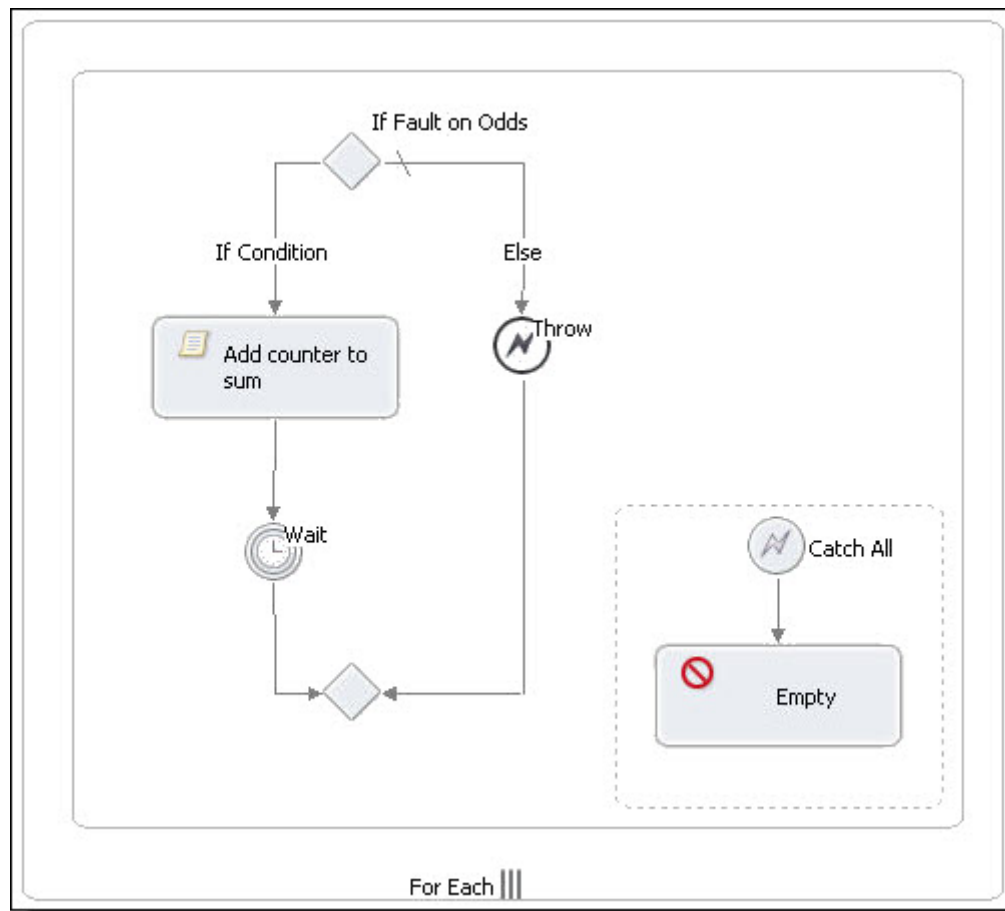 If Fault on Odds
If Condition
Else
Throw
Add counter to
sum
Wait
Catch All
Empty
For Each